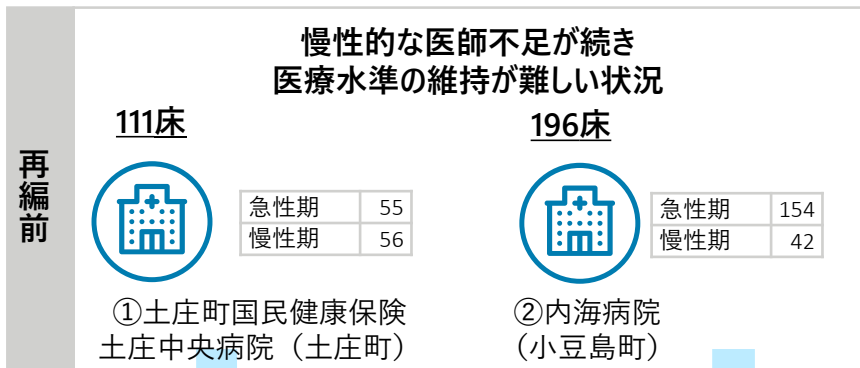 慢性的な医師不足が続き
医療水準の維持が難しい状況
再編前
111床
急性期 55
慢性期 56
①土庄町国民健康保険
土庄中央病院（土庄町）
196床
急性期 154
慢性期 42
②内海病院
（小豆島町）